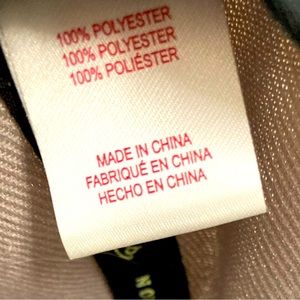 100% POLYESTER
100% POLYESTER
100% POLIÉSTER
MADE IN CHINA
FABRIQUÉ EN CHINA
HECHO EN CHINA